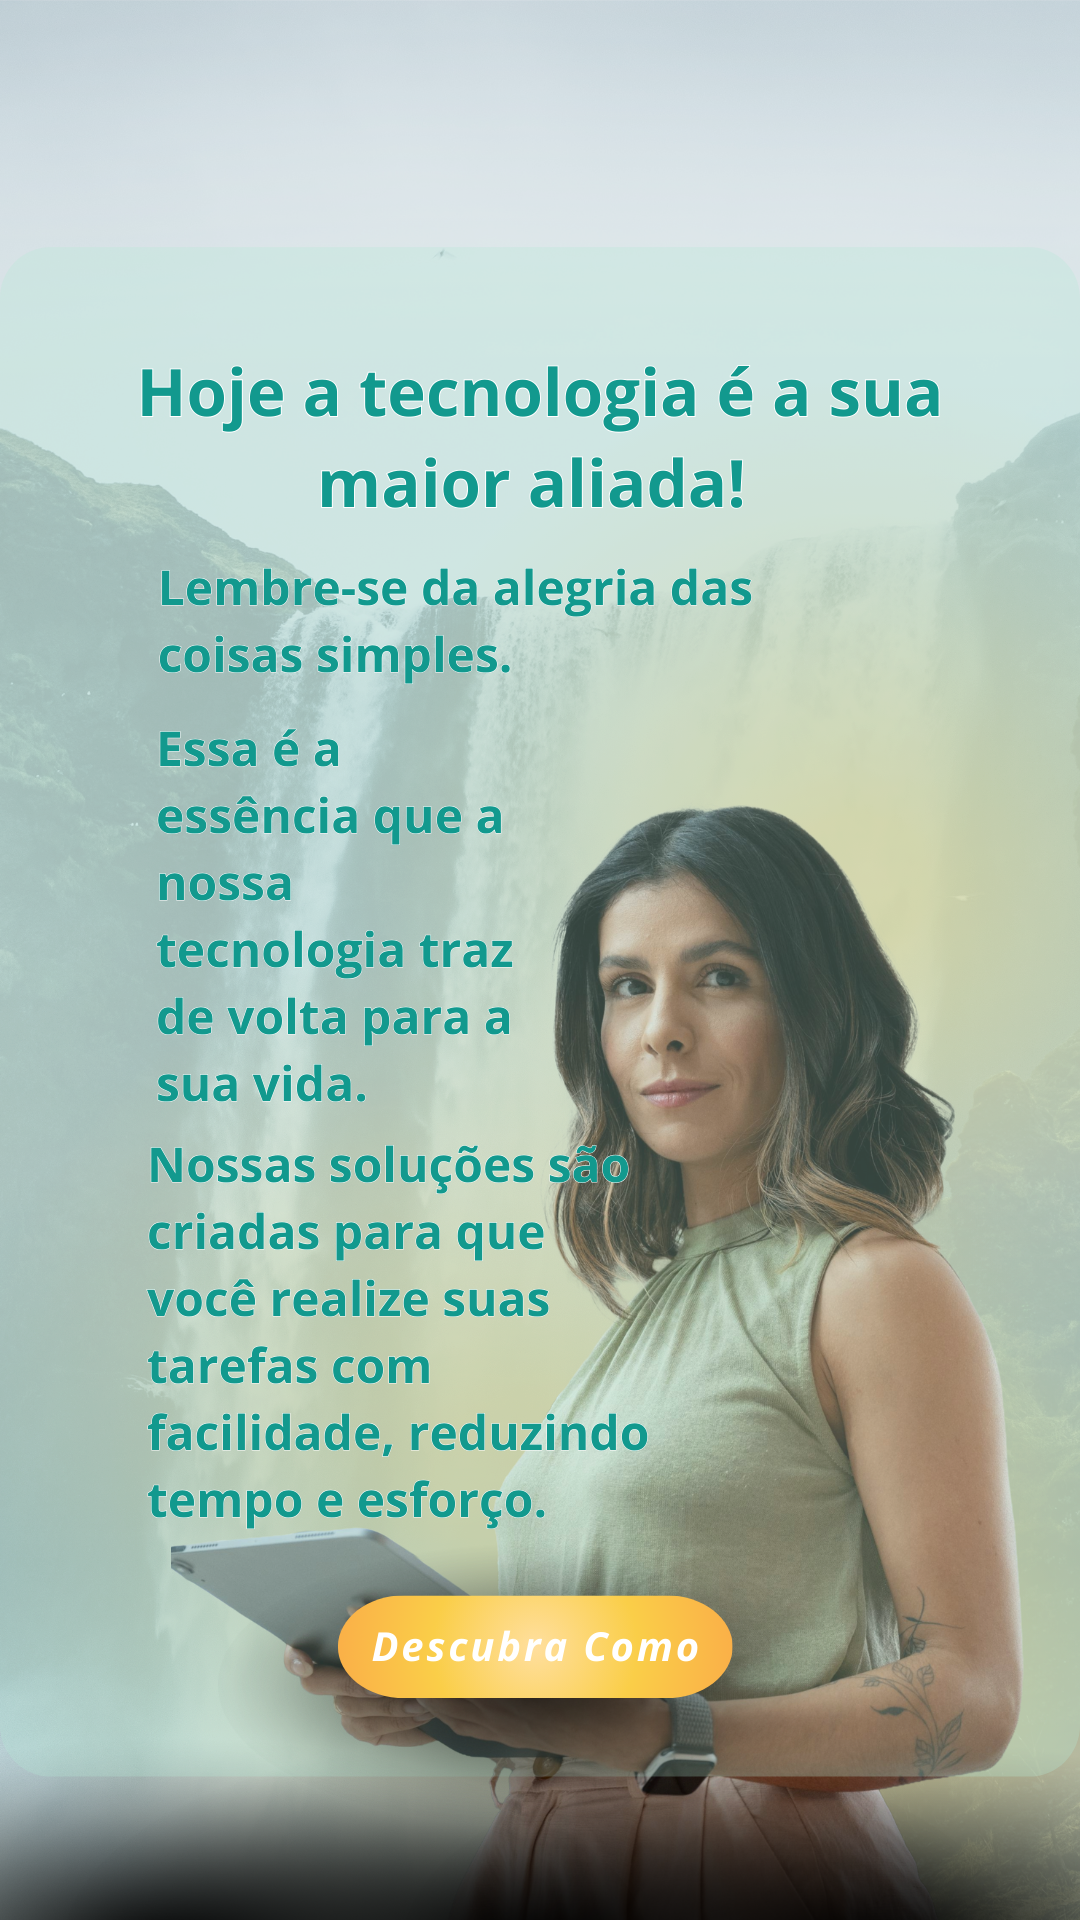 Hoje a tecnologia é a sua
maior aliada!
Lembre-se da alegria das
coisas simples.
Essa é a
essência que a
nossa
tecnologia traz
de volta para a
sua vida.
Nossas soluções são
criadas para que
você realize suas
tarefas com
facilidade, reduzindo
tempo e esforço.
Descubra Como